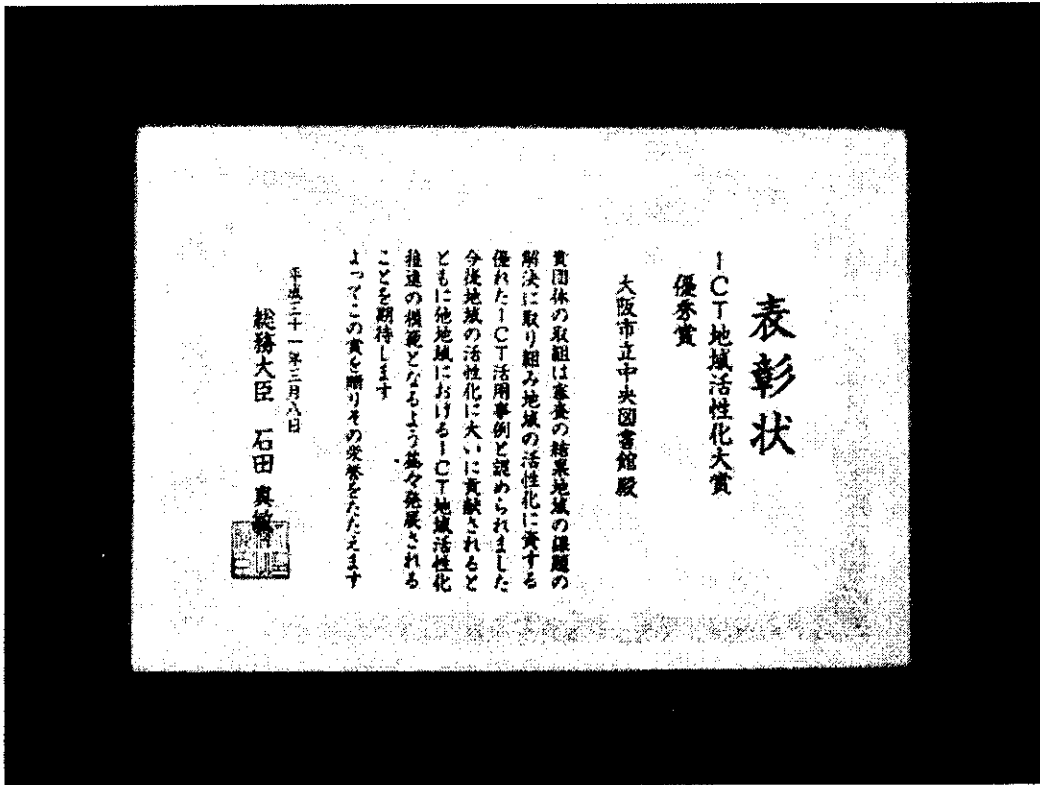 表彰状
ICT地域活性化大賞
優秀賞
大阪市立中央図書館殿
貴団体の取組は審査の結果地域の課題の
解決に取り組み地域の活性化に資する
優れたICT活用事例と認められました
今後地域の活性化に大いに貢献されると
ともに他地域におけるICT地域活性化
推進の模範となるよう益々発展される
ことを期待します
よってこの賞を贈りその栄誉をたたえます
平成三十一年三月八日
総務大臣 石田真敏